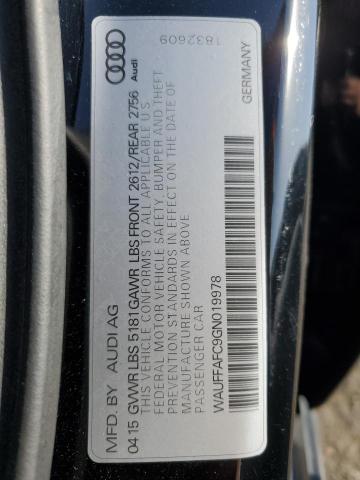 MFD. BY AUDI AG
04 15 GVWR LBS 5181 GAWR LBS FRONT 2612/REAR 2756
THIS VEHICLE CONFORMS TO ALL APPLICABLE U.S
FEDERAL MOTOR VEHICLE SAFETY, BUMPER AND THEFT
PREVENTION STANDARDS IN EFFECT ON THE DATE OF
MANUFACTURE SHOWN ABOVE
PASSENGER CAR
WAUFFAFC9GN019978
GERMANY
Audi
1832609